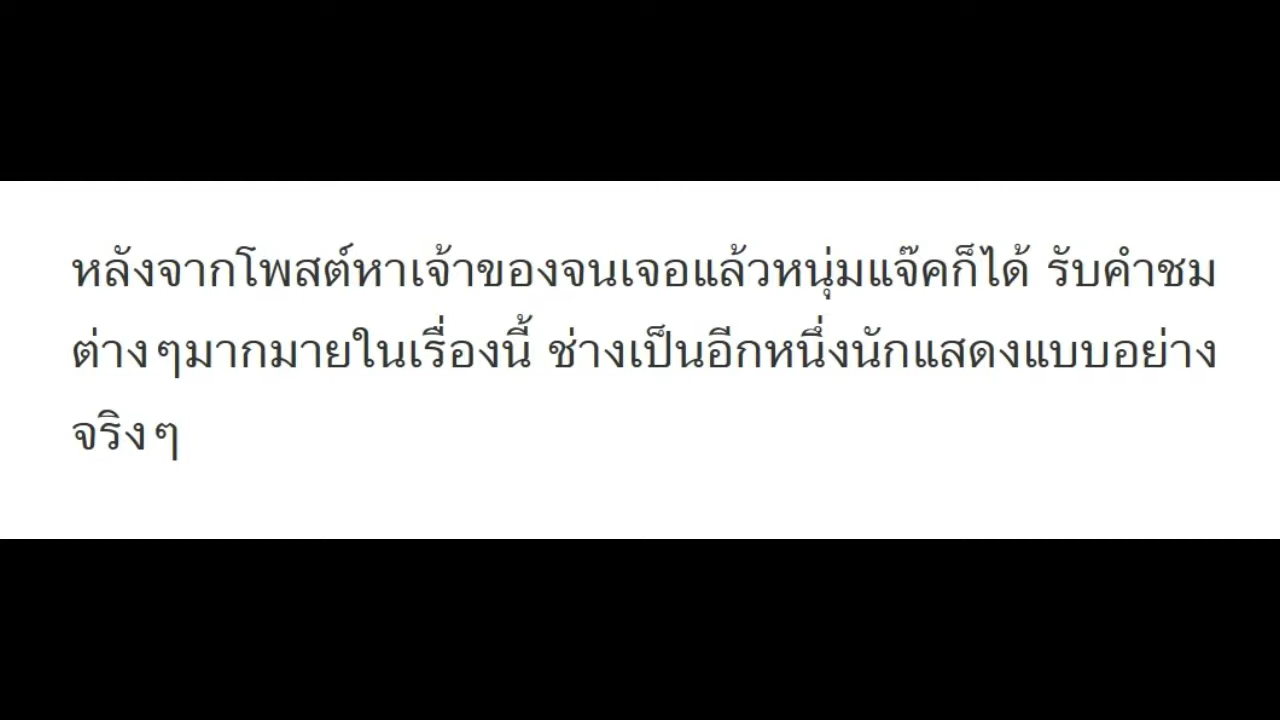 หลังจากโพสต์หาเจ้าของจนเจอแล้วหนุ่มแจ๊คก็ได้ รับคำชม
ต่างๆมากมายในเรื่องนี้ ช่างเป็นอีกหนึ่งนักแสดงแบบอย่าง
จริงๆ